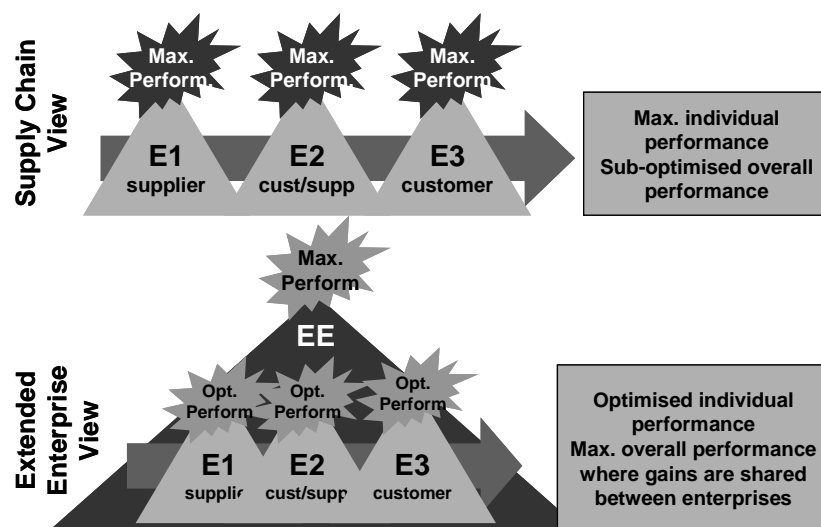 Supply Chain
View
Max.
Perform.
Max.
Perform.
Max.
Perform.
E1
supplier
E2
cust/supp
E3
customer
Max. individual
performance
Sub-optimised overall
performance
Extended
Enterprise
View
Max.
Perform
EE
Opt.
Perform
Opt.
Perform
Opt.
Perform
E1
supplie
E2
cust/supp
E3
customer
Optimised individual
performance
Max. overall performance
where gains are shared
between enterprises